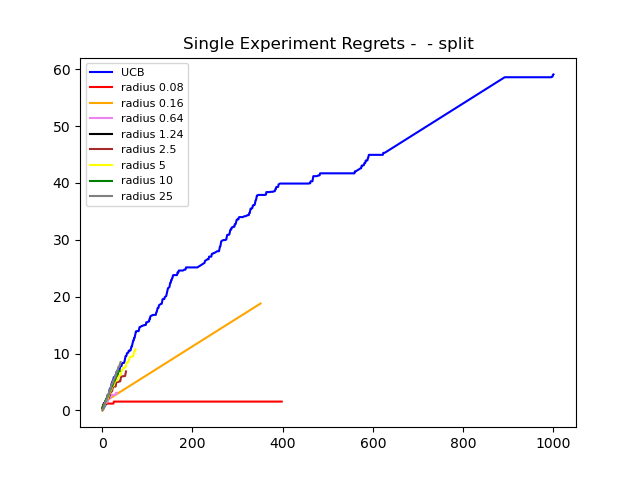 Single Experiment Regrets -  - split
60
50
40
30
20
10
0
UCB
radius 0.08
radius 0.16
radius 0.64
radius 1.24
radius 2.5
radius 5
radius 10
radius 25
0 200 400 600 800 1000